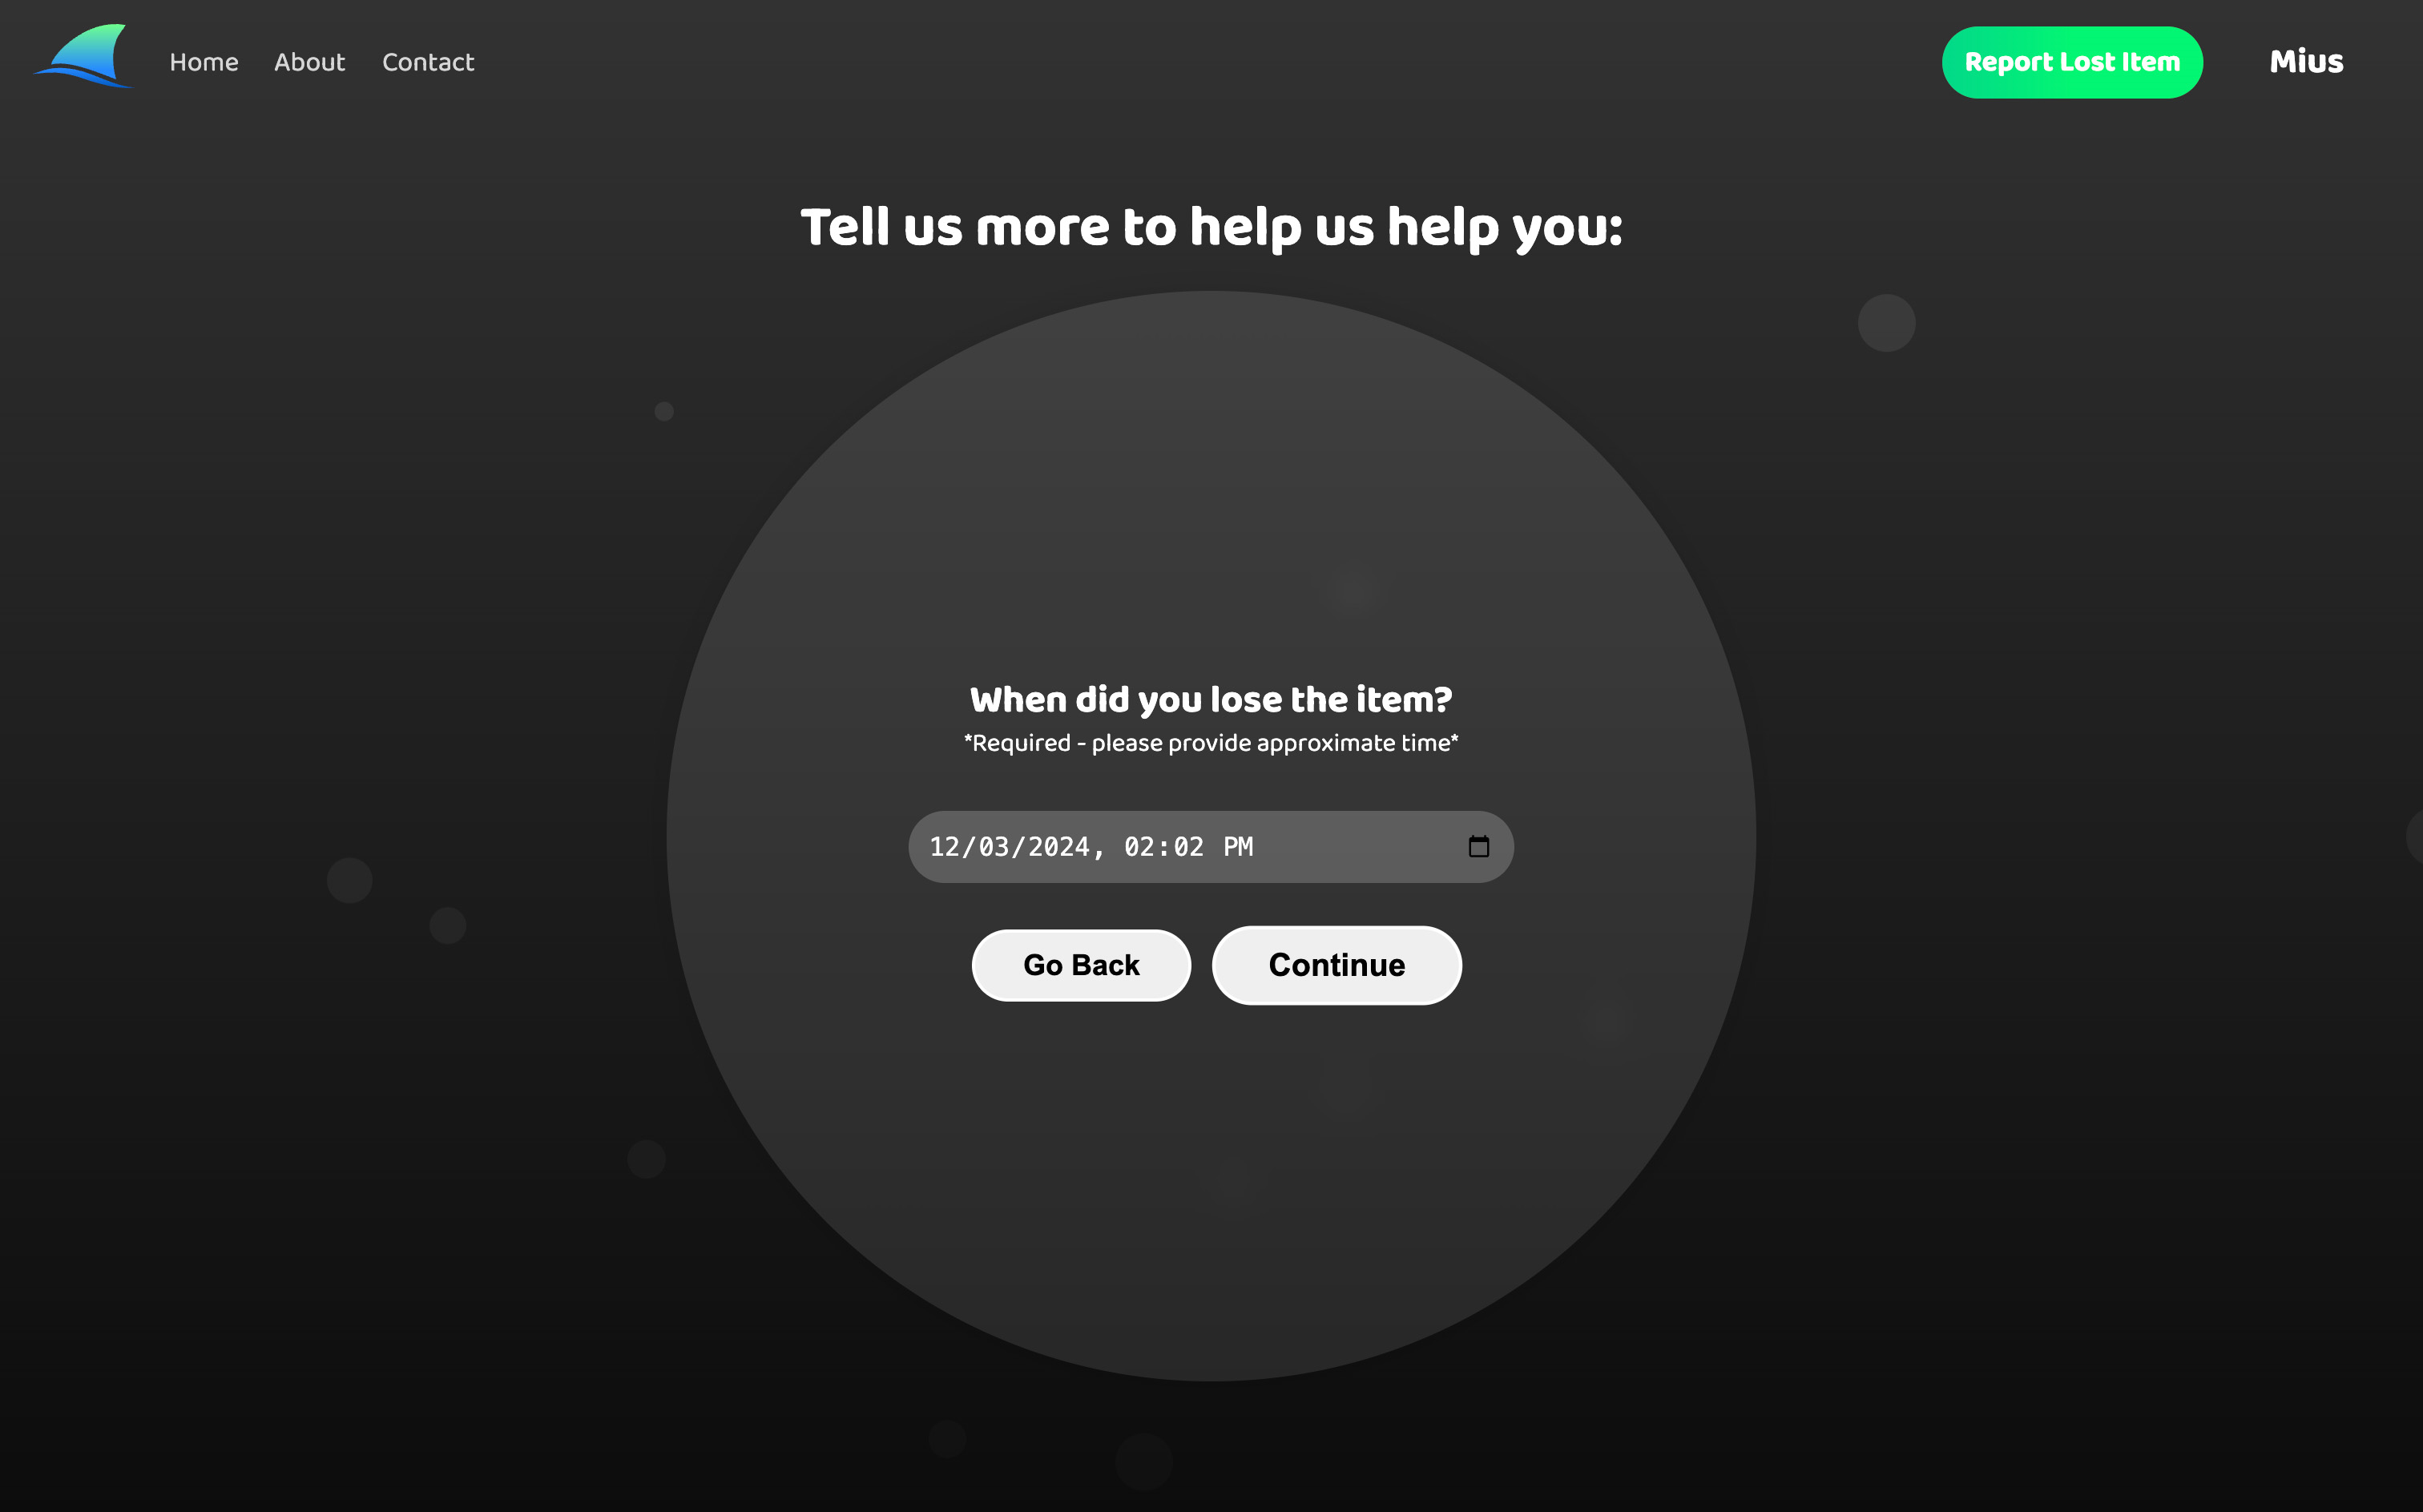 Home About Contact Report Lost Item Mius
Tell us more to help us help you:
When did you lose the item?
*Required - please provide approximate time*
12/03/2024, 02:02 PM
Go Back Continue